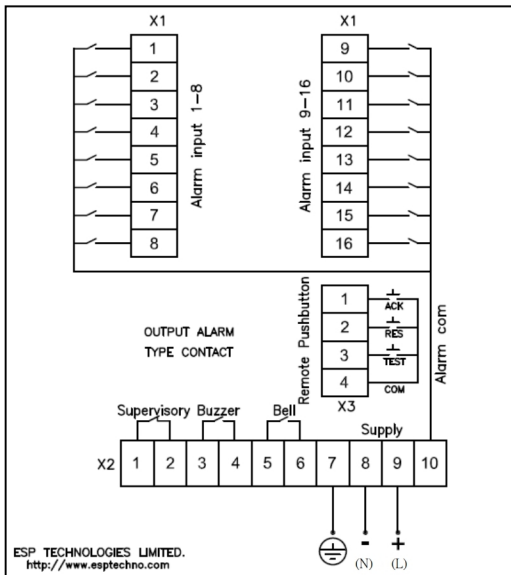 X1
1
2
3
4
5
6
7
8
Alarm input 1-8
X1
9
10
11
12
13
14
15
16
Alarm input 9-16
Remote Pushbutton
1
2
3
4
ACK
RES
TEST
COM
X3
Alarm com
OUTPUT ALARM
TYPE CONTACT
Supervisory Buzzer Bell
Supply
X2 1 2 3 4 5 6 7 8 9 10
- +
(N) (L)
ESP TECHNOLOGIES LIMITED.
http://www.esptechno.com